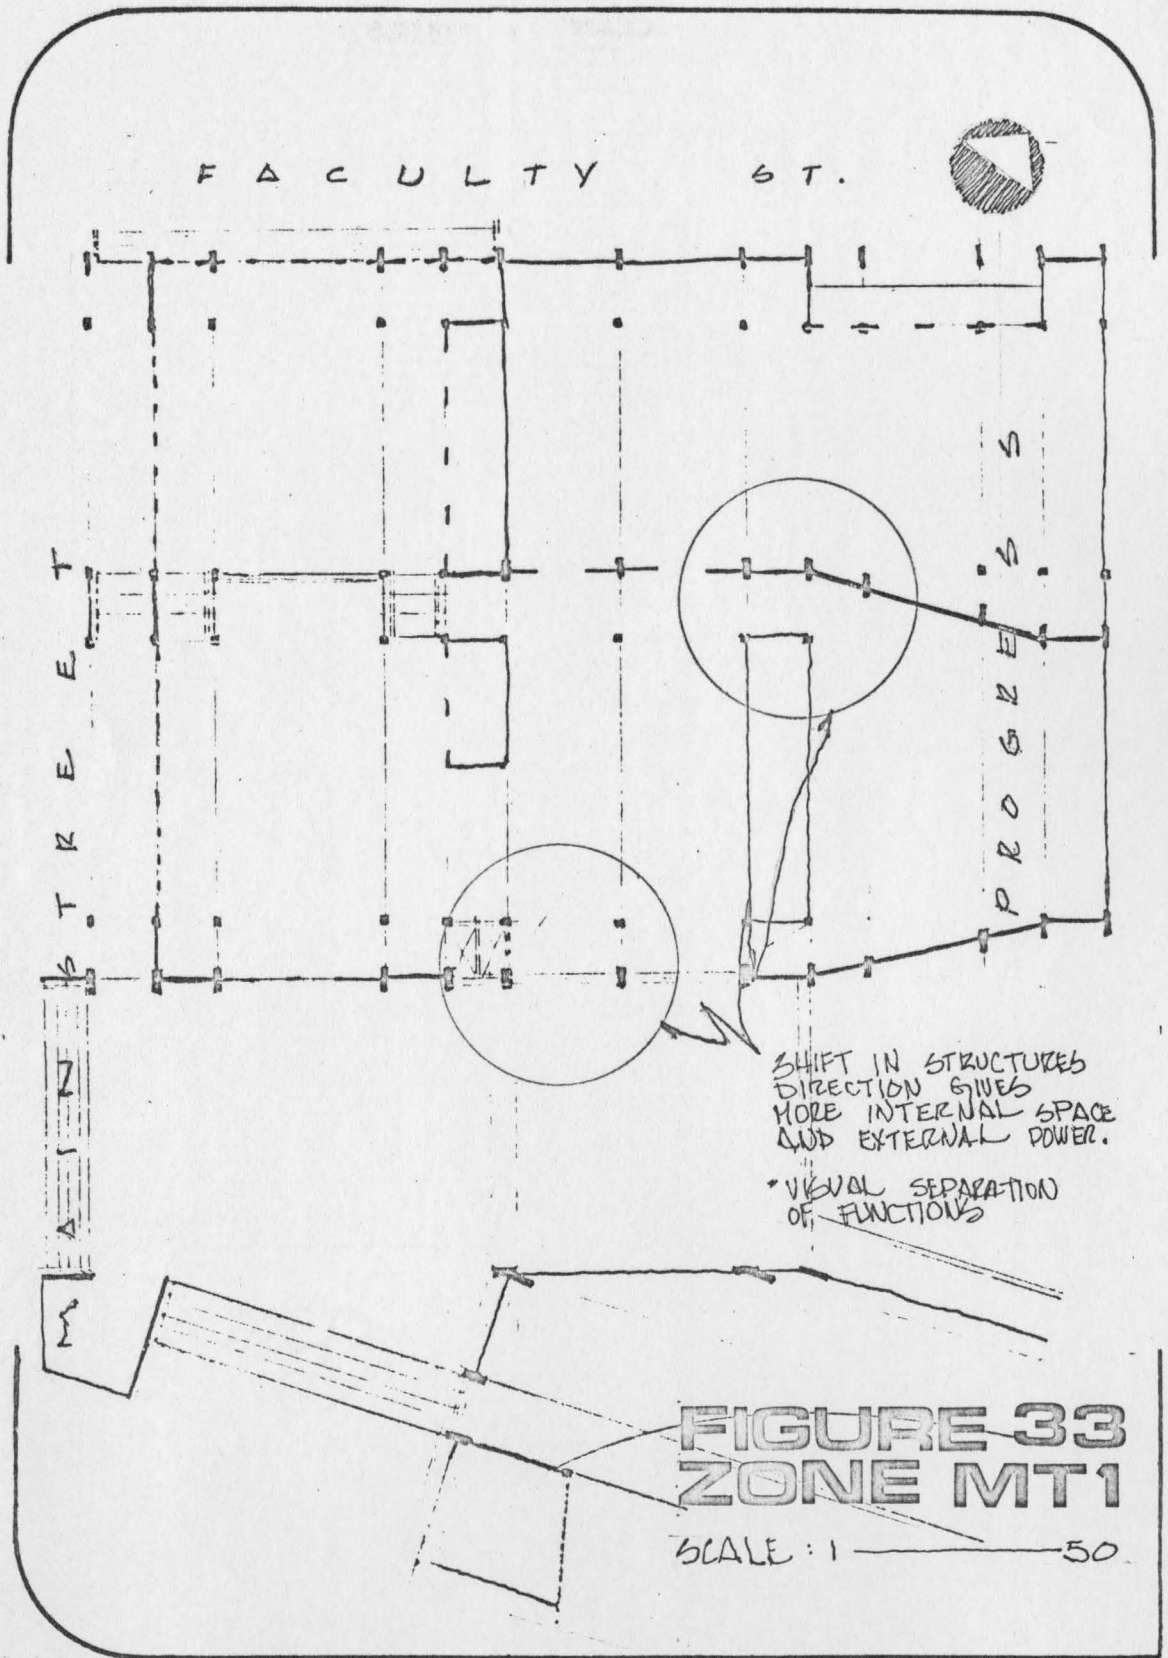 FACULTY ST.
MAIN STREET
PROGRESS
SHIFT IN STRUCTURES
DIRECTION GIVES
MORE INTERNAL SPACE
AND EXTERNAL POWER.
* VISUAL SEPARATION
OF FUNCTIONS
FIGURE 33
ZONE MT1
SCALE : 1 ———— 50